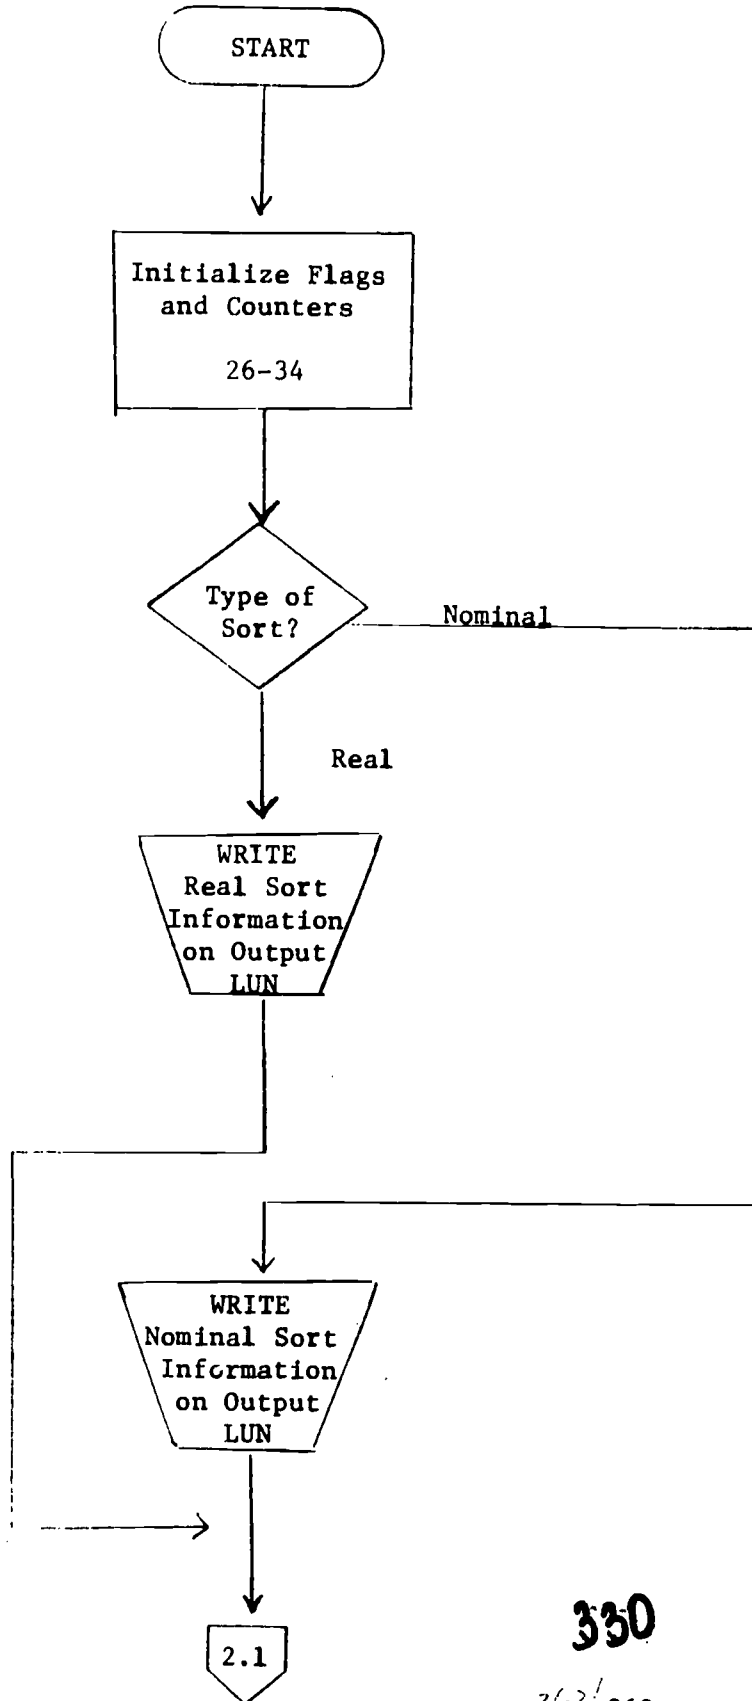 START
Initialize Flags
and Counters
26-34
Type of
Sort?
Nominal
Real
WRITE
Real Sort
Information
on Output
LUN
WRITE
Nominal Sort
Information
on Output
LUN
2.1
330